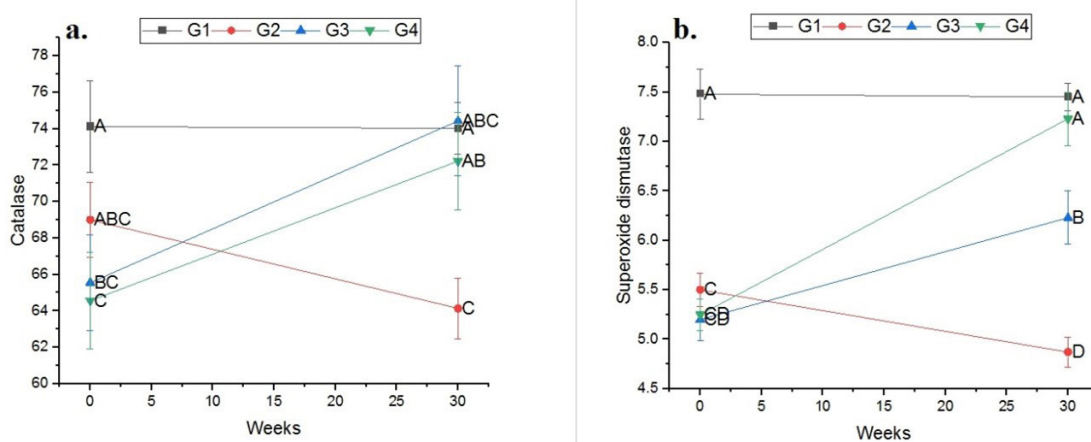 a.
G1 G2 G3 G4
Catalase
78
76
74
72
70
68
66
64
62
60
A
ABC
BC
C
ABC
A
AB
C
0 5 10 15 20 25 30
Weeks
b.
G1 G2 G3 G4
Superoxide dismutase
8.0
7.5
7.0
6.5
6.0
5.5
5.0
4.5
A
C
CD
CD
A
A
B
D
0 5 10 15 20 25 30
Weeks